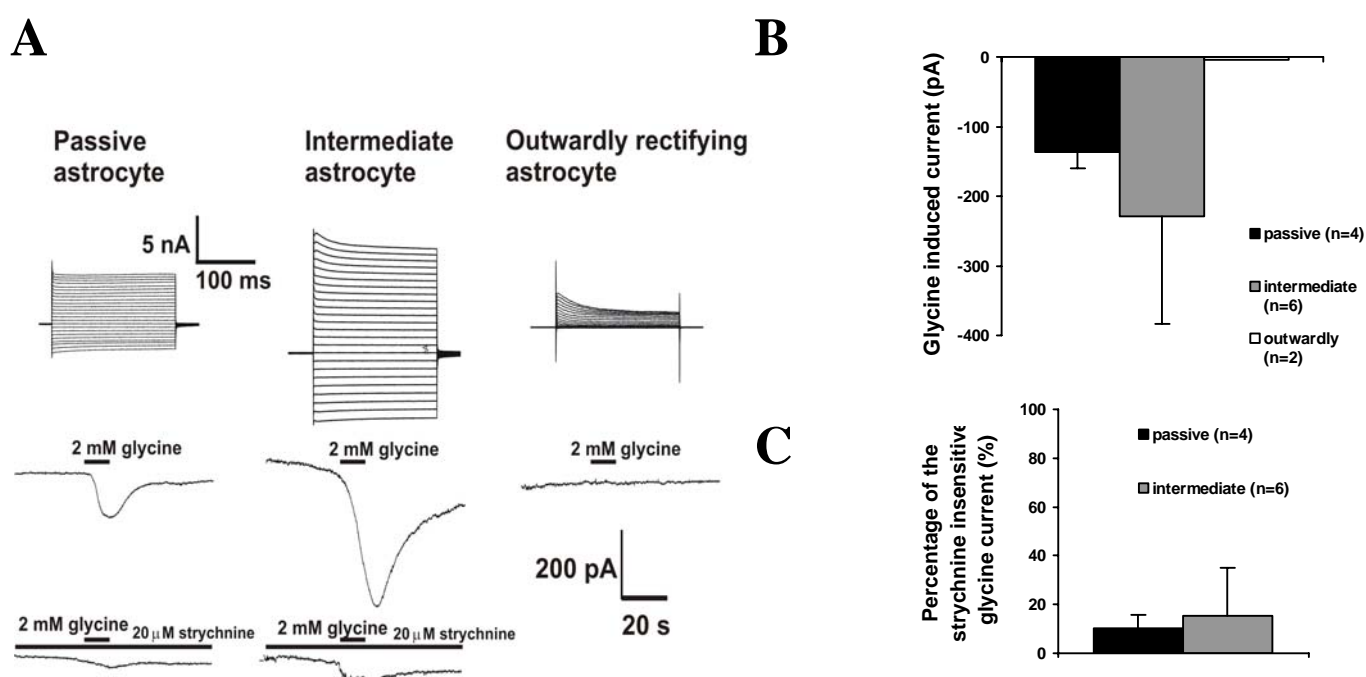 A
Passive
astrocyte
Intermediate
astrocyte
Outwardly rectifying
astrocyte
5 nA
100 ms
2 mM glycine
2 mM glycine
2 mM glycine
200 pA
20 s
2 mM glycine
20 μM strychnine
2 mM glycine
20 μM strychnine
B
Glycine induced current (pA)
0
-100
-200
-300
-400
passive (n=4)
intermediate
(n=6)
outwardly
(n=2)
C
Percentage of the
strychnine insensitive
glycine current (%)
100
80
60
40
20
0
passive (n=4)
intermediate (n=6)